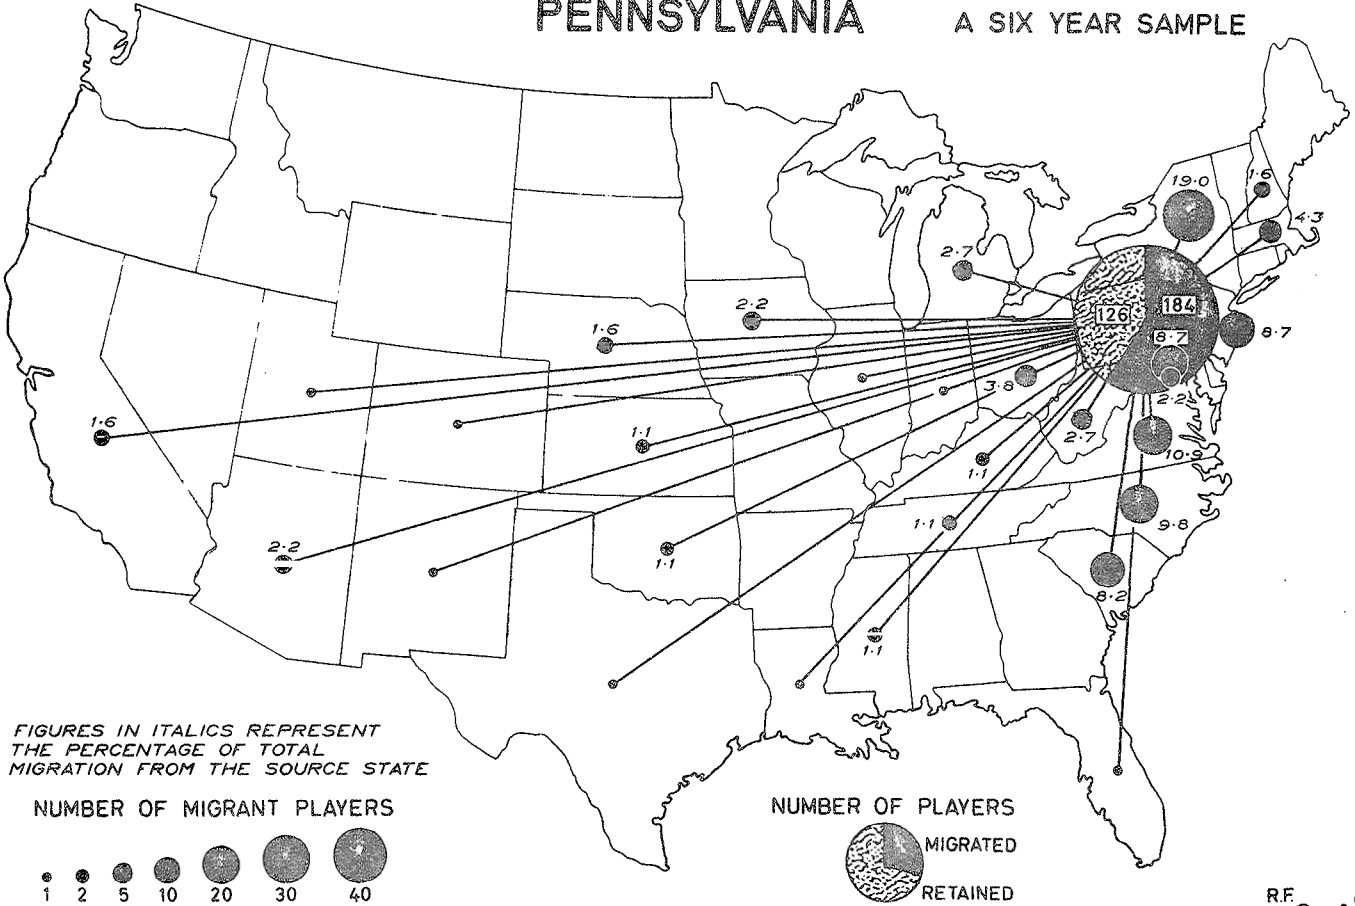 PENNSYLVANIA
A SIX YEAR SAMPLE
19·0
1·6
4·3
2·7
2·2
1·6
126
184
8·7
8·7
2·2
3·8
2·7
10·9
1·6
1·1
1·1
1·1
9·8
2·2
1·1
8·2
1·1
FIGURES IN ITALICS REPRESENT
THE PERCENTAGE OF TOTAL
MIGRATION FROM THE SOURCE STATE
NUMBER OF MIGRANT PLAYERS
1 2 5 10 20 30 40
NUMBER OF PLAYERS
MIGRATED
RETAINED
R.F.